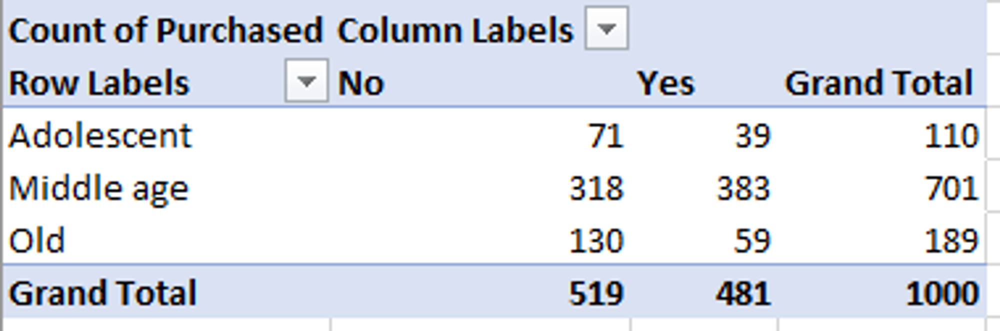 Count of Purchased Column Labels
Row Labels No Yes Grand Total
Adolescent 71 39 110
Middle age 318 383 701
Old 130 59 189
Grand Total 519 481 1000